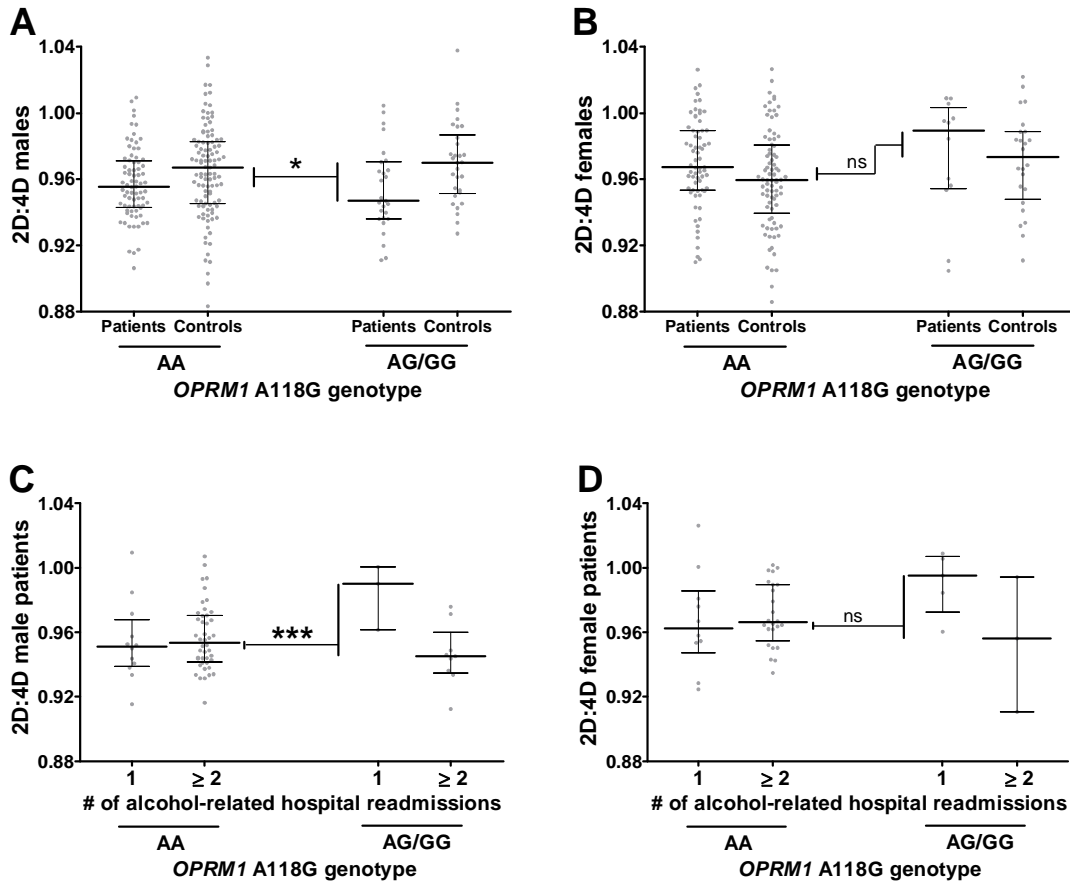 A
2D:4D males
1.04
1.00
0.96
0.92
0.88
*
Patients Controls Patients Controls
AA AG/GG
OPRM1 A118G genotype
B
2D:4D females
1.04
1.00
0.96
0.92
0.88
ns
Patients Controls Patients Controls
AA AG/GG
OPRM1 A118G genotype
C
2D:4D male patients
1.04
1.00
0.96
0.92
0.88
***
1 ≥ 2 1 ≥ 2
# of alcohol-related hospital readmissions
AA AG/GG
OPRM1 A118G genotype
D
2D:4D female patients
1.04
1.00
0.96
0.92
0.88
ns
1 ≥ 2 1 ≥ 2
# of alcohol-related hospital readmissions
AA AG/GG
OPRM1 A118G genotype